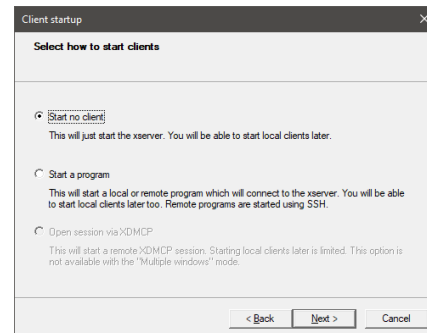 Client startup
Select how to start clients
Start no client
This will just start the xserver. You will be able to start local clients later.
Start a program
This will start a local or remote program which will connect to the xserver. You will be able
to start local clients later too. Remote programs are started using SSH.
Open session via XDMCP
This will start a remote XDMCP session. Starting local clients later is limited. This option is
not available with the "Multiple windows" mode.
< Back Next > Cancel